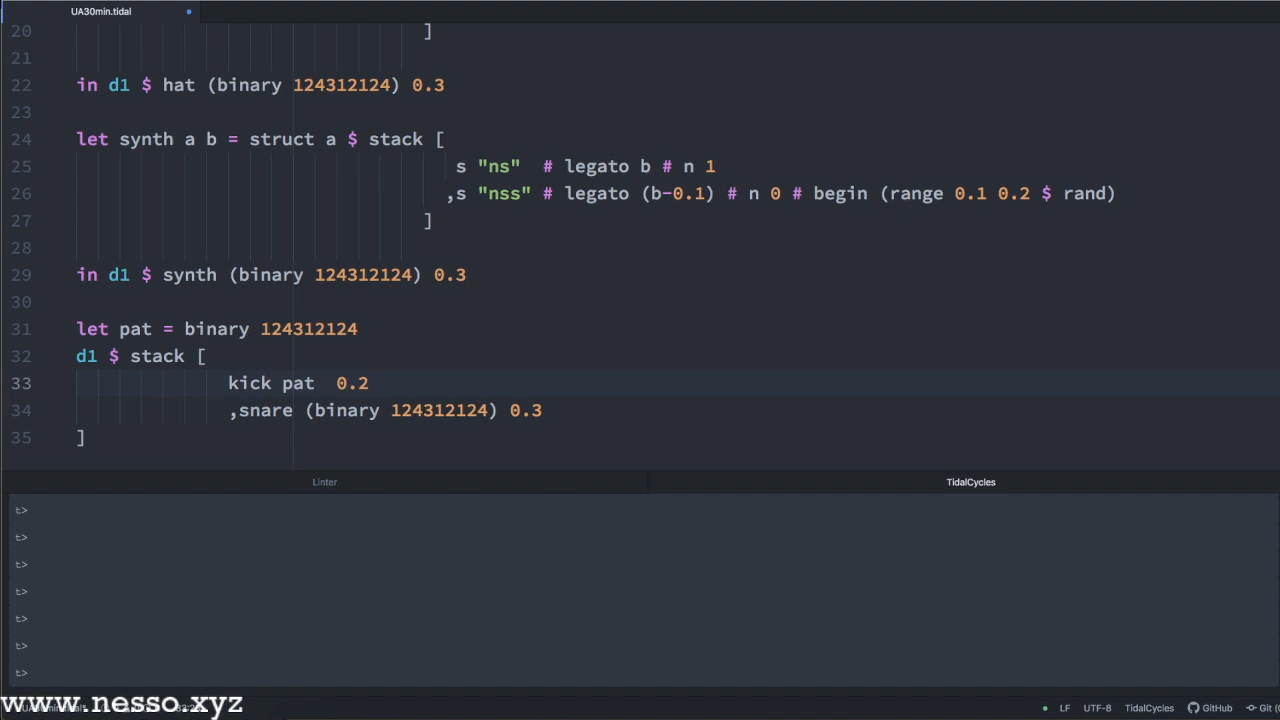 UA30min.tidal
20 ]
21
22 in d1 $ hat (binary 124312124) 0.3
23
24 let synth a b = struct a $ stack [
25 s "ns" # legato b # n 1
26 ,s "nss" # legato (b-0.1) # n 0 # begin (range 0.1 0.2 $ rand)
27 ]
28
29 in d1 $ synth (binary 124312124) 0.3
30
31 let pat = binary 124312124
32 d1 $ stack [
33 kick pat 0.2
34 ,snare (binary 124312124) 0.3
35 ]
Linter TidalCycles
t>
t>
t>
t>
t>
t>
t>
www.nesso.xyz
LF UTF-8 TidalCycles GitHub Git (